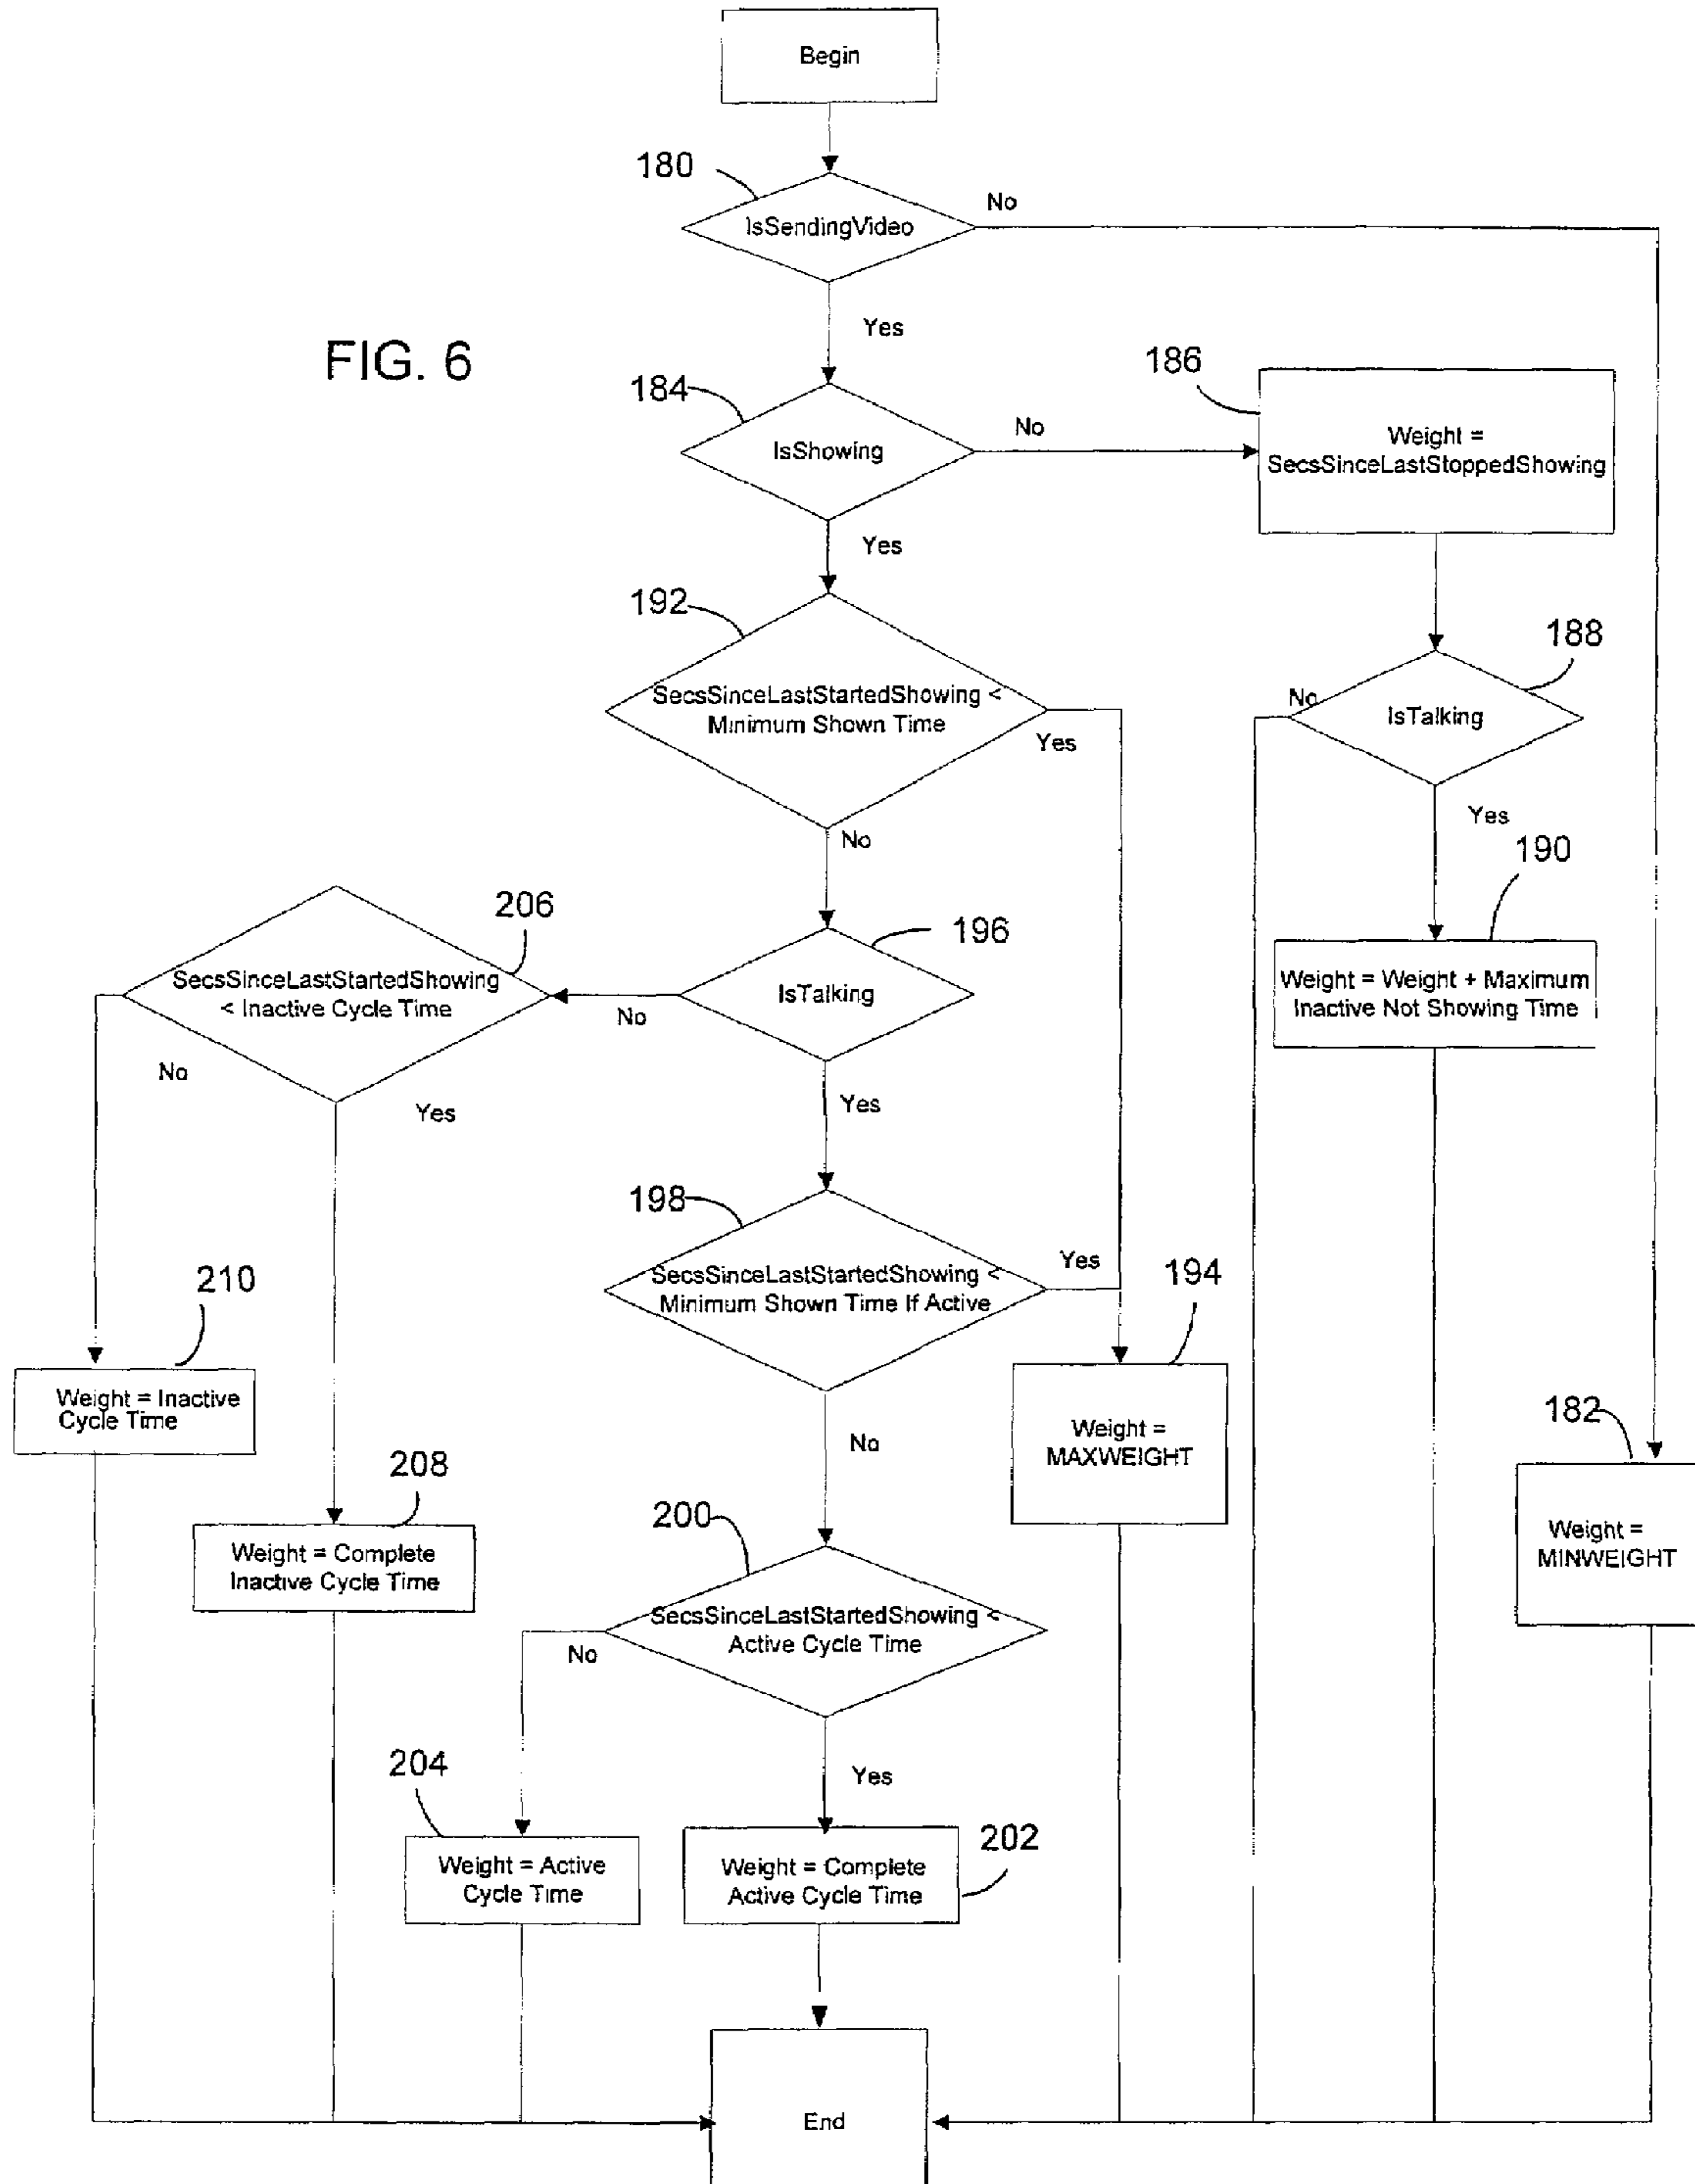 Begin
180
No
IsSendingVideo
Yes
FIG. 6
184
No
186
IsShowing
Weight =
SecsSinceLastStoppedShowing
Yes
192
188
SecsSinceLastStartedShowing <
Minimum Shown Time
Yes
No
IsTalking
No
Yes
190
206
196
SecsSinceLastStartedShowing
< Inactive Cycle Time
IsTalking
No
Weight = Weight + Maximum
Inactive Not Showing Time
No
Yes
Yes
198
SecsSinceLastStartedShowing <
Minimum Shown Time If Active
Yes
194
210
Weight = Inactive
Cycle Time
Weight =
MAXWEIGHT
182
No
208
200
Weight = Complete
Inactive Cycle Time
Weight =
MINWEIGHT
SecsSinceLastStartedShowing <
Active Cycle Time
No
204
Yes
202
Weight = Active
Cycle Time
Weight = Complete
Active Cycle Time
End